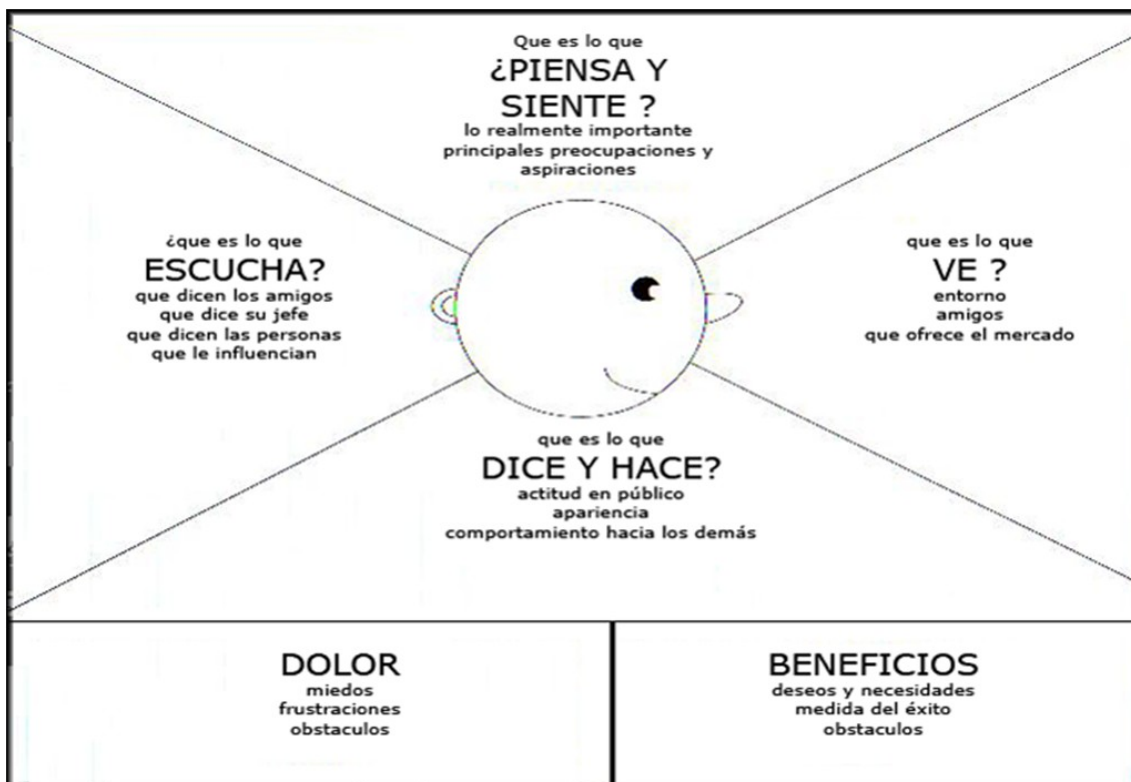 Que es lo que
¿PIENSA Y
SIENTE ?
lo realmente importante
principales preocupaciones y
aspiraciones
¿que es lo que
ESCUCHA?
que dicen los amigos
que dice su jefe
que dicen las personas
que le influencian
que es lo que
VE ?
entorno
amigos
que ofrece el mercado
que es lo que
DICE Y HACE?
actitud en público
apariencia
comportamiento hacia los demás
DOLOR
miedos
frustraciones
obstaculos
BENEFICIOS
deseos y necesidades
medida del éxito
obstaculos